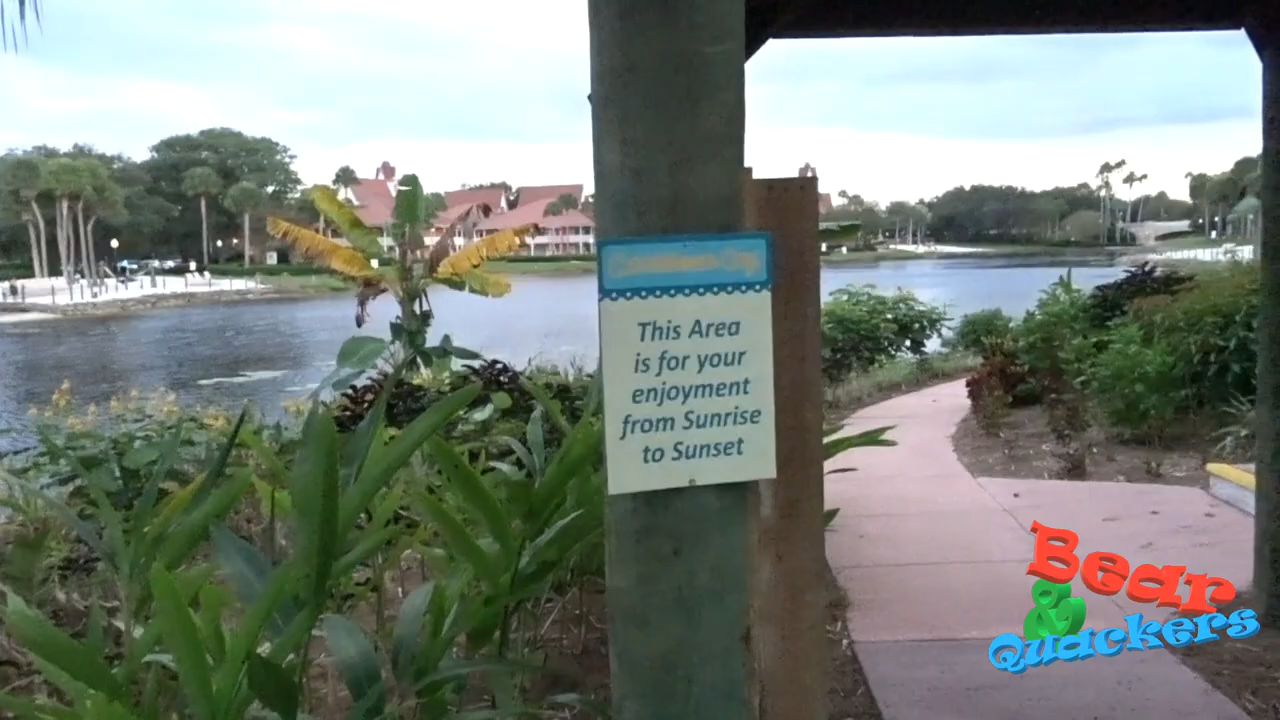 This Area
is for your
enjoyment
from Sunrise
to Sunset
Bear
&
Quackers